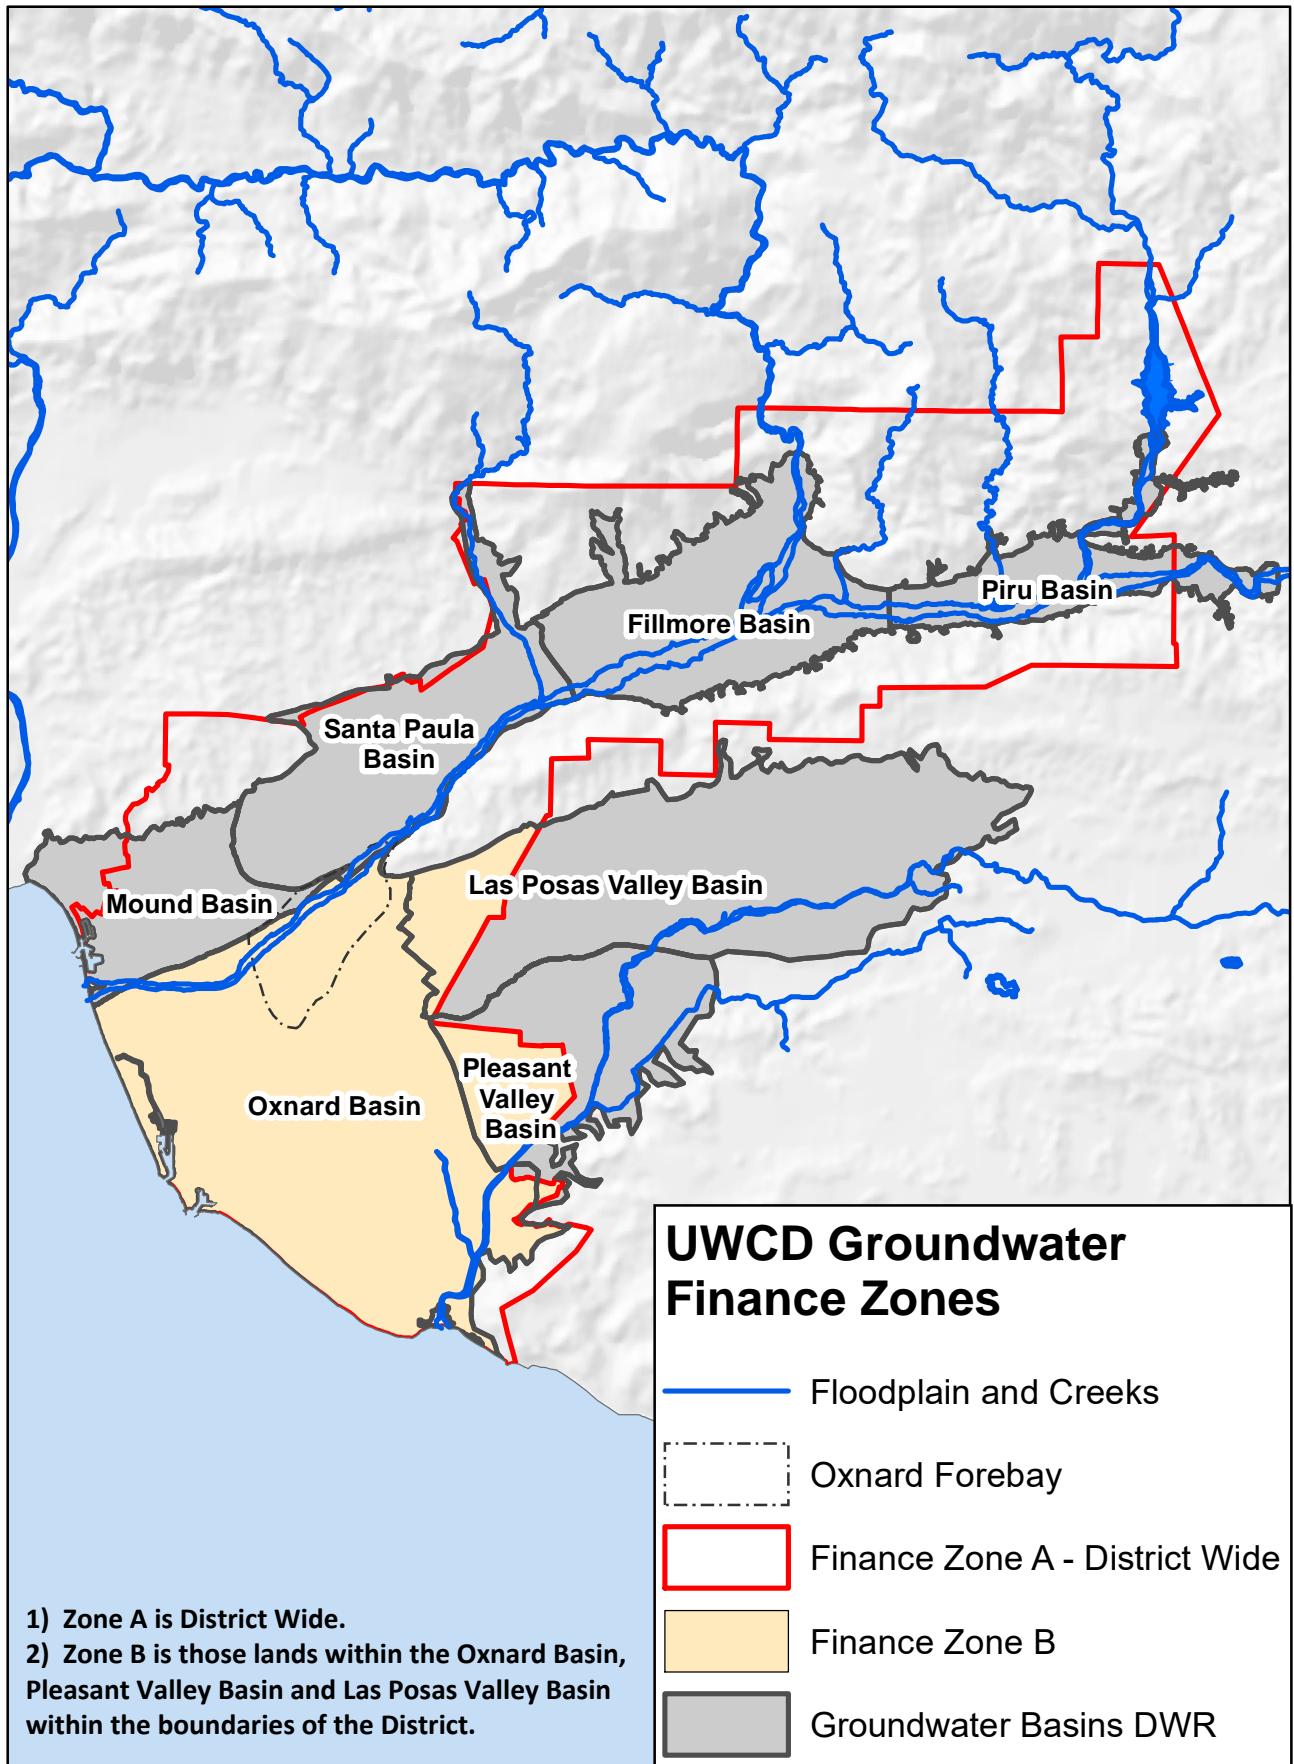 Piru Basin
Fillmore Basin
Santa Paula
Basin
Las Posas Valley Basin
Mound Basin
Pleasant
Valley
Basin
Oxnard Basin
UWCD Groundwater
Finance Zones
Floodplain and Creeks
Oxnard Forebay
Finance Zone A - District Wide
Finance Zone B
Groundwater Basins DWR
1) Zone A is District Wide.
2) Zone B is those lands within the Oxnard Basin,
Pleasant Valley Basin and Las Posas Valley Basin
within the boundaries of the District.